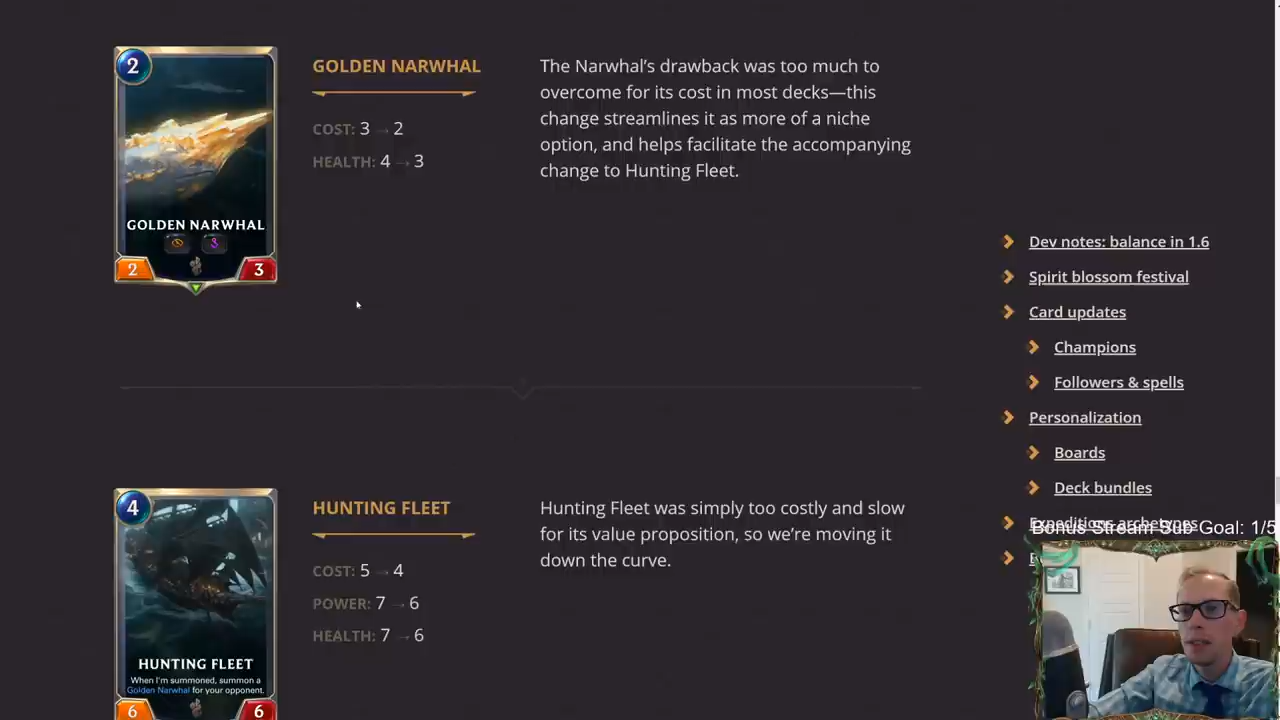 2
GOLDEN NARWHAL
2
3
GOLDEN NARWHAL
COST: 3 → 2
HEALTH: 4 → 3
The Narwhal's drawback was too much to
overcome for its cost in most decks—this
change streamlines it as more of a niche
option, and helps facilitate the accompanying
change to Hunting Fleet.
4
HUNTING FLEET
When I'm summoned, summon a
Golden Narwhal for your opponent.
6
6
HUNTING FLEET
COST: 5 → 4
POWER: 7 → 6
HEALTH: 7 → 6
Hunting Fleet was simply too costly and slow
for its value proposition, so we're moving it
down the curve.
Dev notes: balance in 1.6
Spirit blossom festival
Card updates
Champions
Followers & spells
Personalization
Boards
Deck bundles
Expeditions archetypes
Bonus Stream Sub Goal: 1/5